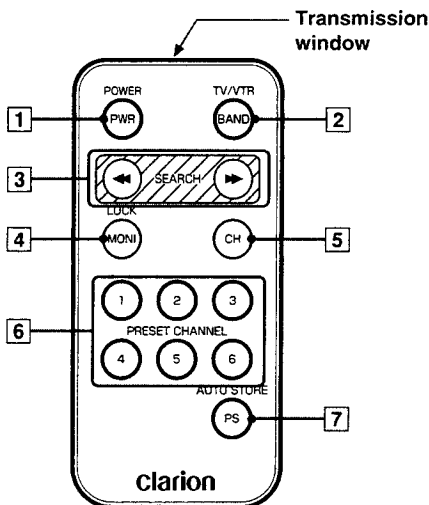 Transmission
window
POWER
TV/VTR
1
PWR
BAND
2
3
SEARCH
LOCK
4
MONI
CH
5
1
2
3
6
PRESET CHANNEL
4
5
6
AUTO STORE
PS
7
clarion